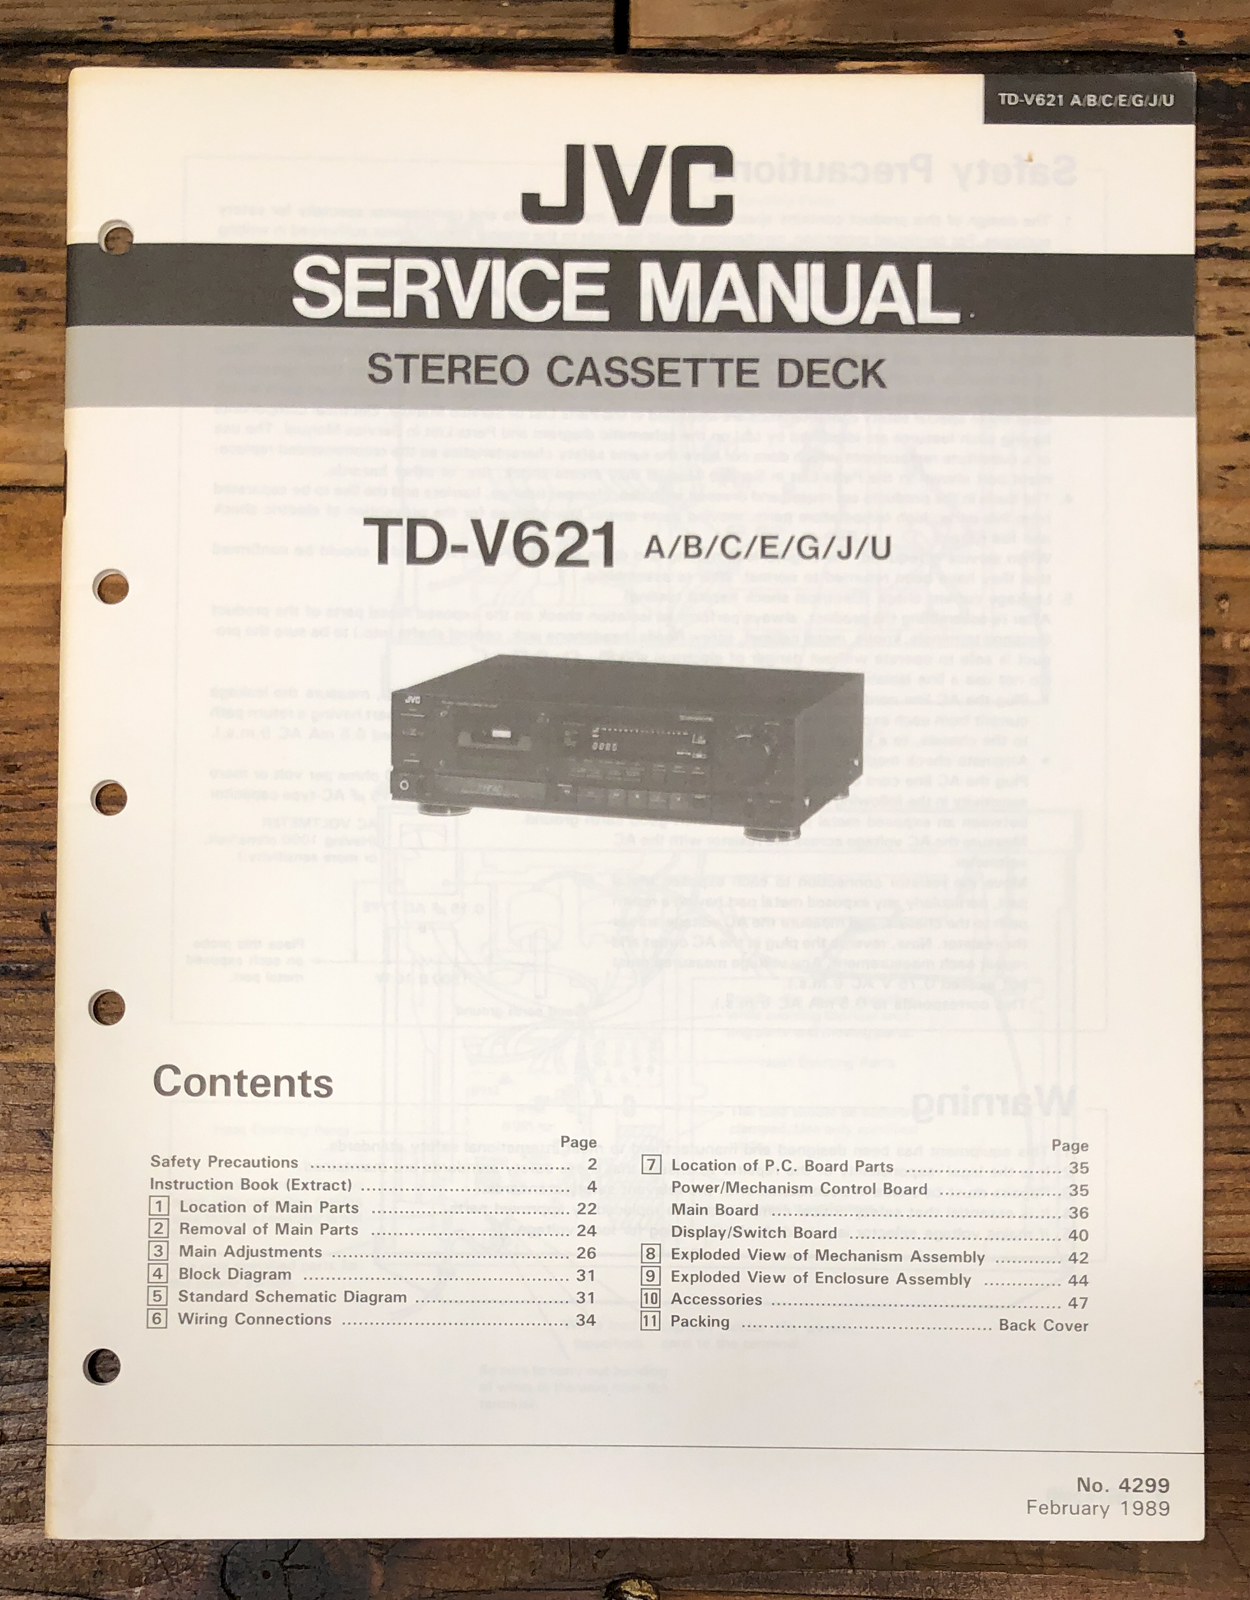 TD-V621 A/B/C/E/G/J/U
JVC
SERVICE MANUAL
STEREO CASSETTE DECK
TD-V621 A/B/C/E/G/J/U
JVC
Contents
Page
Safety Precautions ........ 2
Instruction Book (Extract) ........ 4
1 Location of Main Parts ........ 22
2 Removal of Main Parts ........ 24
3 Main Adjustments ........ 26
4 Block Diagram ........ 31
5 Standard Schematic Diagram ........ 31
6 Wiring Connections ........ 34
Page
7 Location of P.C. Board Parts ........ 35
Power/Mechanism Control Board ........ 35
Main Board ........ 36
Display/Switch Board ........ 40
8 Exploded View of Mechanism Assembly ........ 42
9 Exploded View of Enclosure Assembly ........ 44
10 Accessories ........ 47
11 Packing ........ Back Cover
No. 4299
February 1989